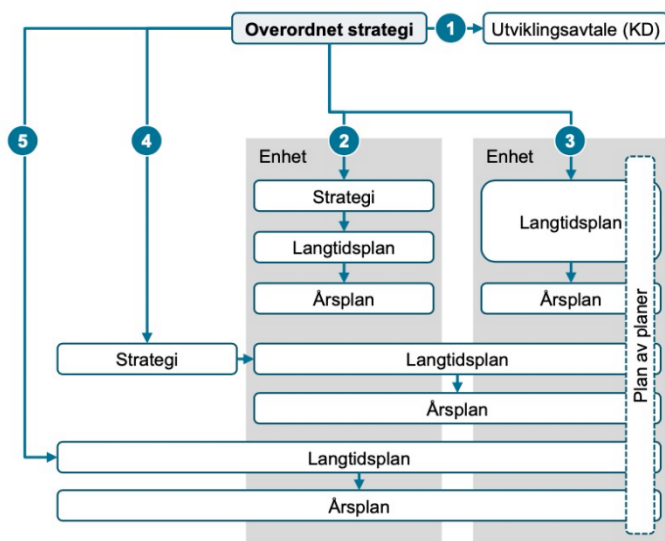 Overordnet strategi
1
Utviklingsavtale (KD)
5
4
2
3
Enhet
Enhet
Strategi
Langtidsplan
Langtidsplan
Årsplan
Årsplan
Strategi
Langtidsplan
Årsplan
Langtidsplan
Årsplan
Plan av planer